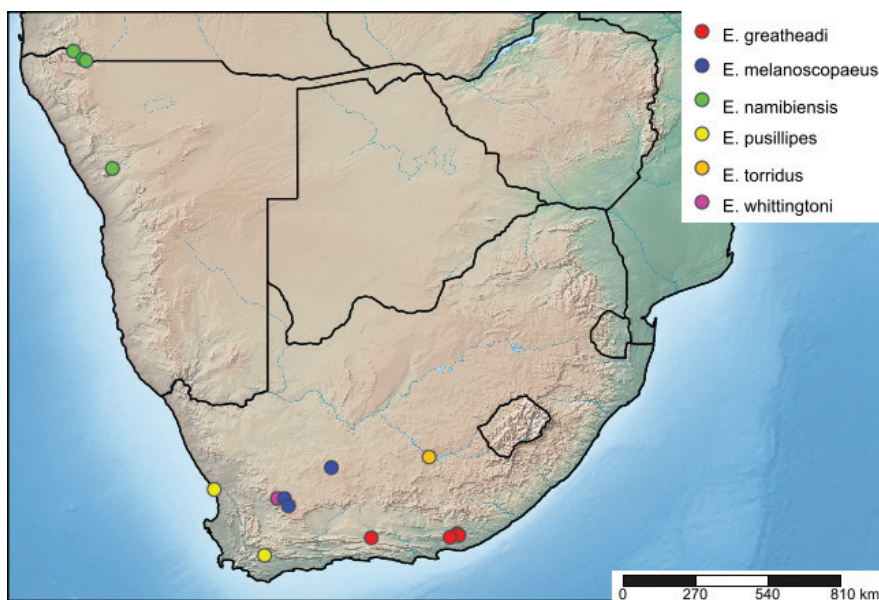 E. greatheadi
E. melanoscopaeus
E. namibiensis
E. pusillipes
E. torridus
E. whittingtoni
0 270 540 810 km